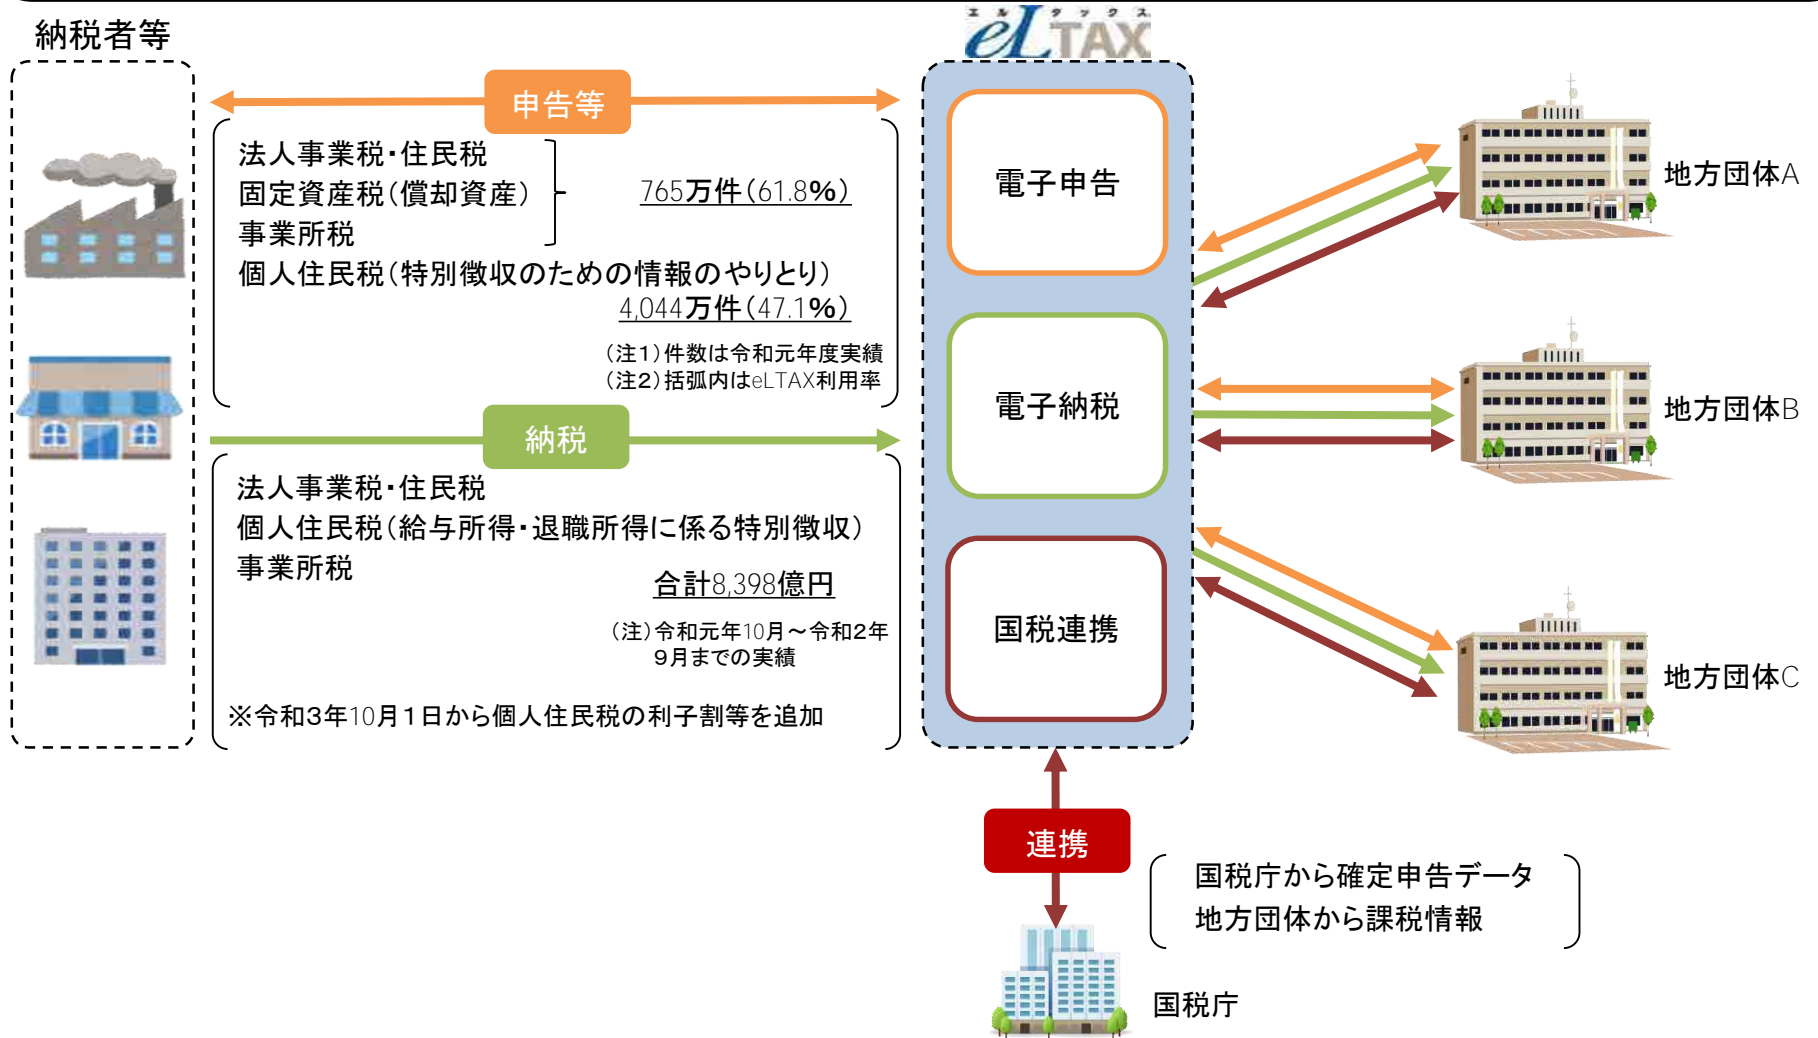 納税者等
エルタックス
eLTAX
申告等
法人事業税・住民税
固定資産税(償却資産)
事業所税
765万件(61.8%)
個人住民税(特別徴収のための情報のやりとり)
4,044万件(47.1%)
(注1)件数は令和元年度実績
(注2)括弧内はeLTAX利用率
納税
法人事業税・住民税
個人住民税(給与所得・退職所得に係る特別徴収)
事業所税
合計8,398億円
(注)令和元年10月～令和2年
9月までの実績
※令和3年10月1日から個人住民税の利子割等を追加
電子申告
電子納税
国税連携
地方団体A
地方団体B
地方団体C
連携
国税庁から確定申告データ
地方団体から課税情報
国税庁